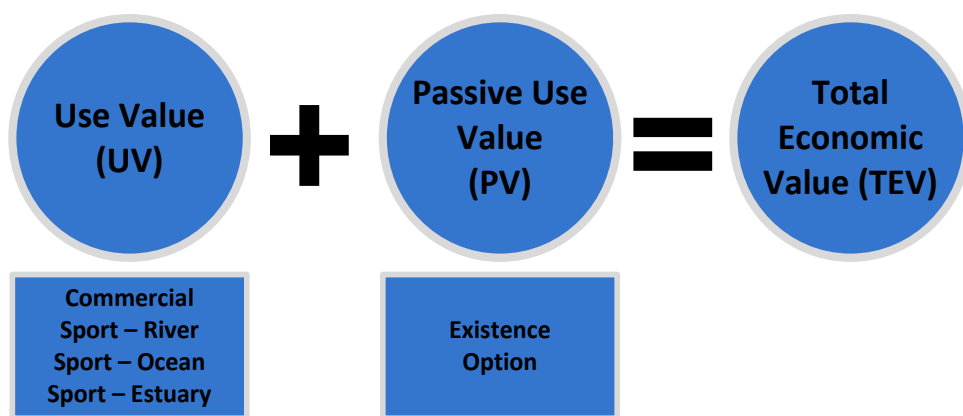 Use Value
(UV)
+
Passive Use
Value
(PV)
=
Total
Economic
Value (TEV)
Commercial
Sport – River
Sport – Ocean
Sport – Estuary
Existence
Option